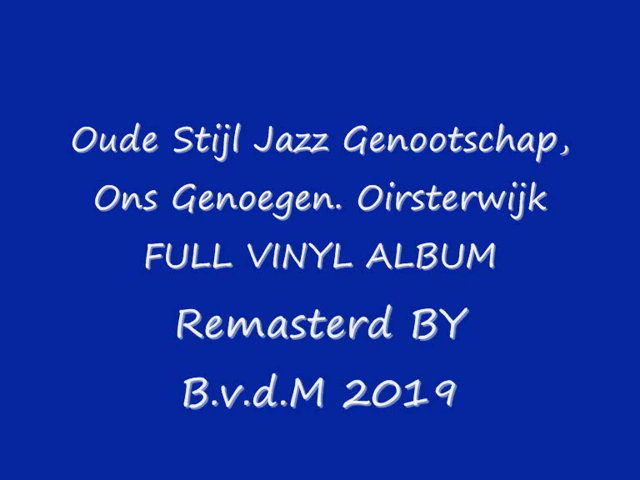 Oude Stijl Jazz Genootschap,
Ons Genoegen. Oirsterwijk
FULL VINYL ALBUM
Remasterd BY
B.v.d.M 2019